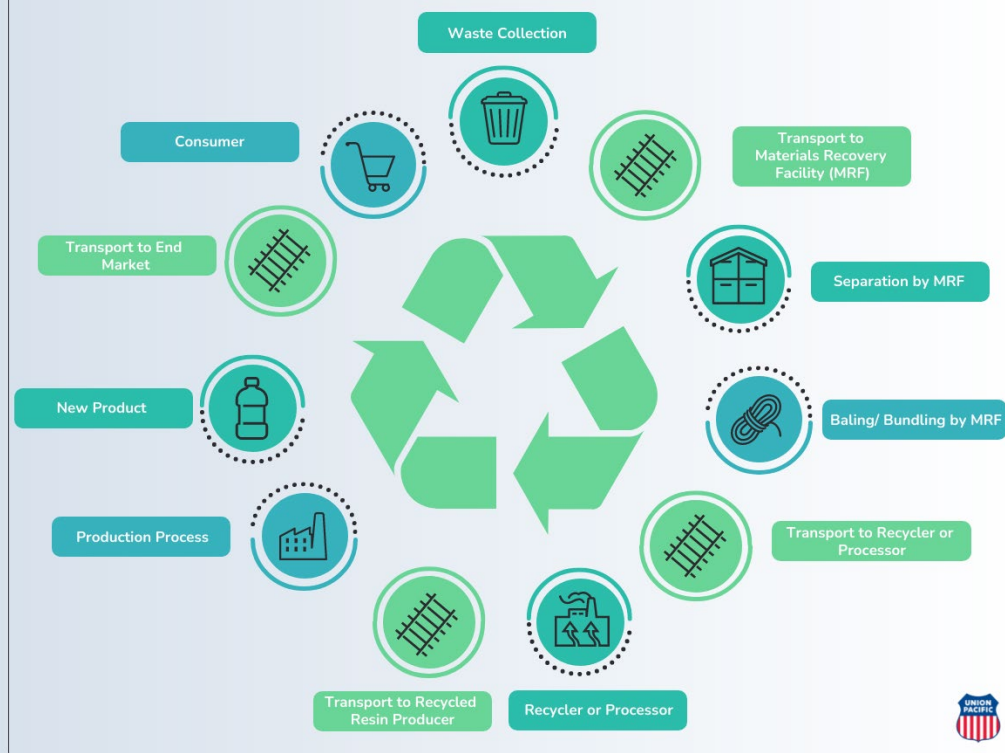 Waste Collection
Transport to
Materials Recovery
Facility (MRF)
Separation by MRF
Baling/ Bundling by MRF
Transport to Recycler or
Processor
Recycler or Processor
Transport to Recycled
Resin Producer
Production Process
New Product
Transport to End
Market
Consumer
UNION
PACIFIC